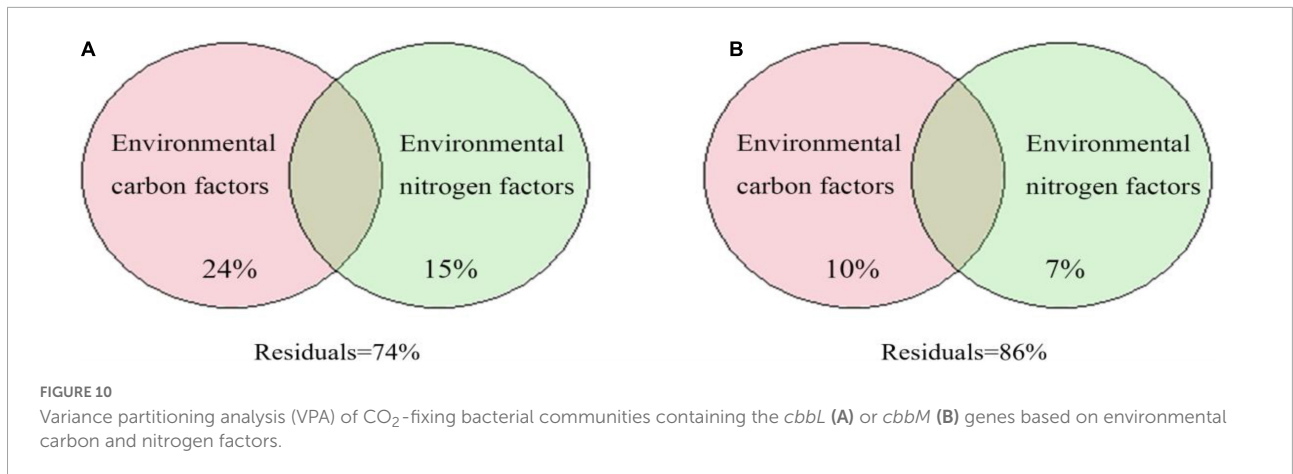 A
B
Environmental
carbon factors
24%
Environmental
nitrogen factors
15%
Environmental
carbon factors
10%
Environmental
nitrogen factors
7%
Residuals=74%
Residuals=86%
FIGURE 10
Variance partitioning analysis (VPA) of CO₂-fixing bacterial communities containing the cbbL (A) or cbbM (B) genes based on environmental
carbon and nitrogen factors.